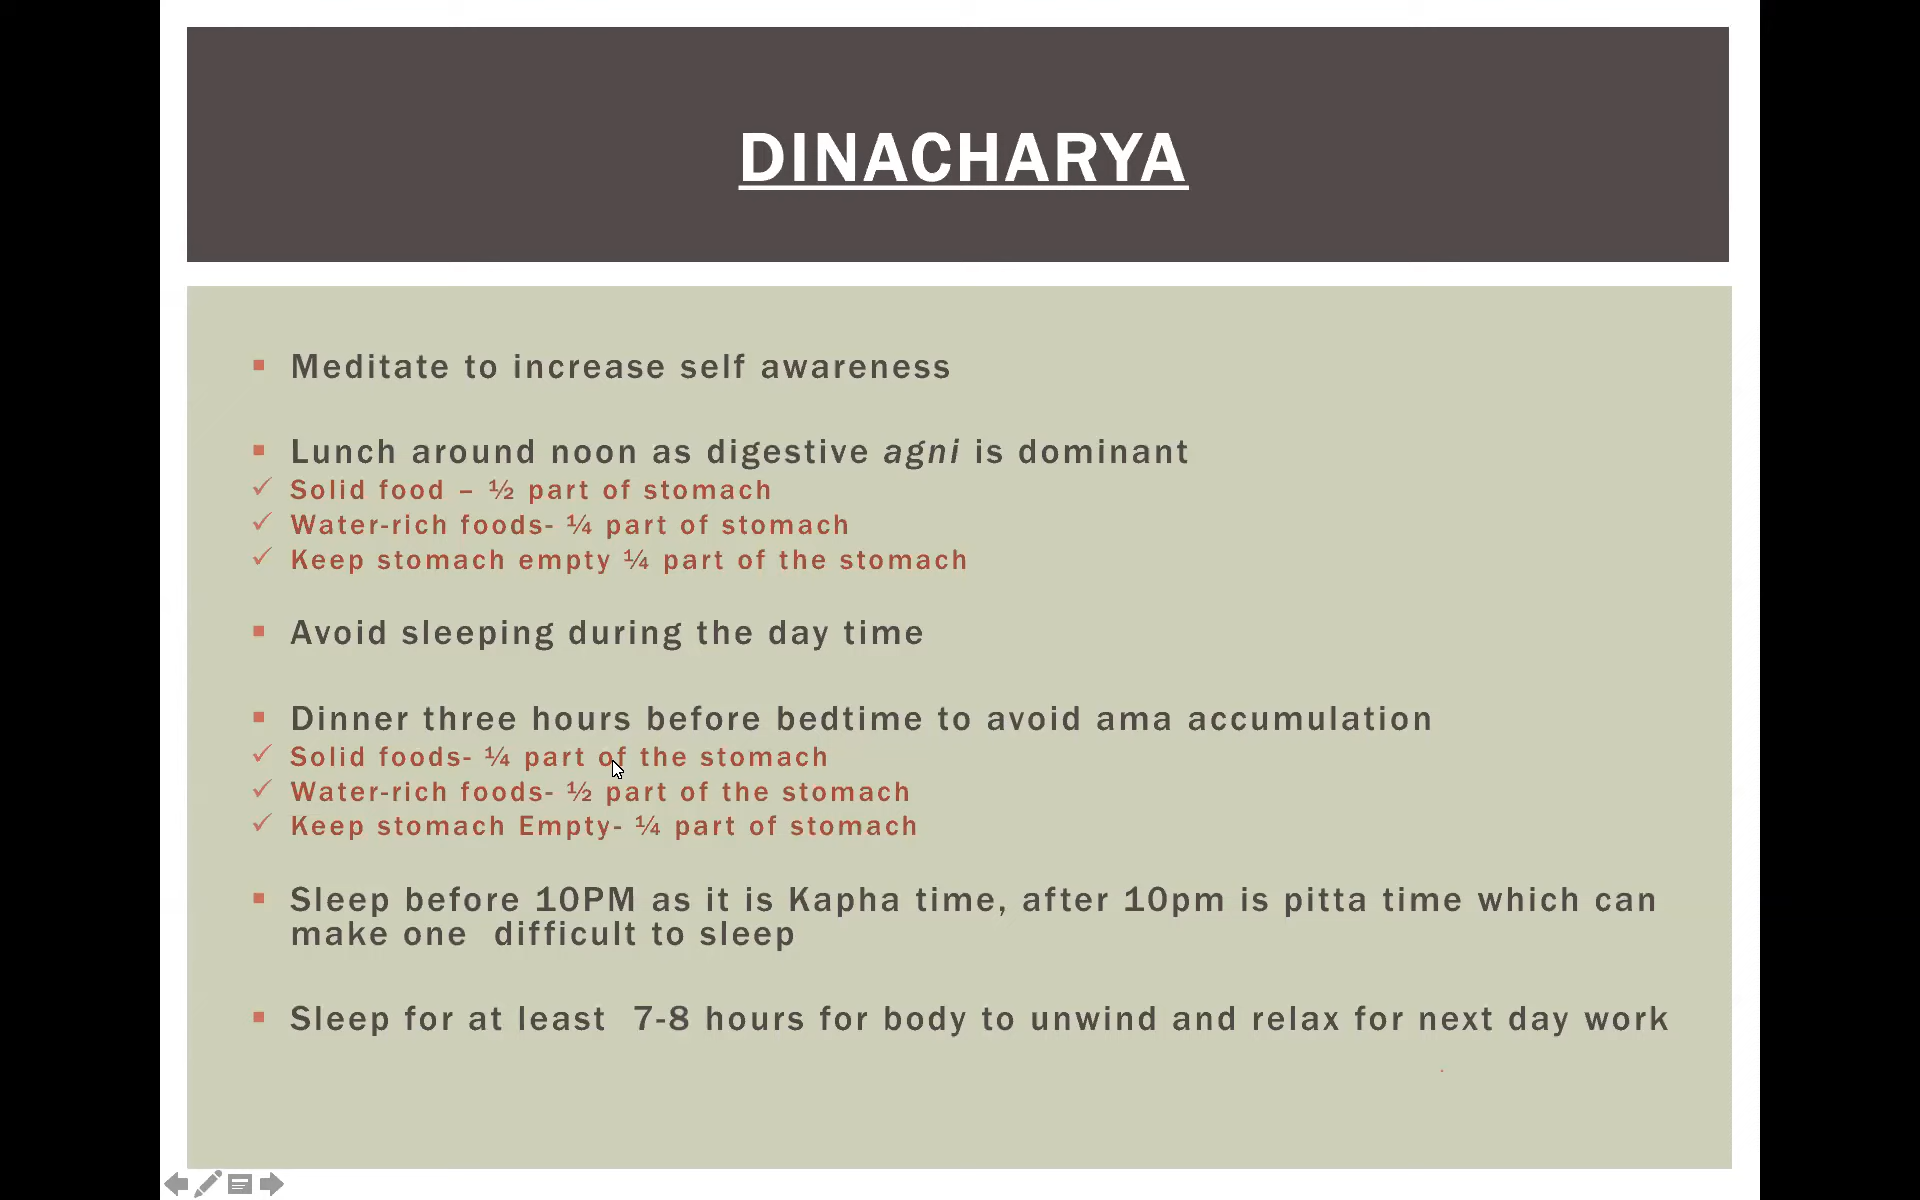 DINACHARYA
Meditate to increase self awareness
Lunch around noon as digestive agni is dominant
Solid food – ½ part of stomach
Water-rich foods- ¼ part of stomach
Keep stomach empty ¼ part of the stomach
Avoid sleeping during the day time
Dinner three hours before bedtime to avoid ama accumulation
Solid foods- ¼ part of the stomach
Water-rich foods- ½ part of the stomach
Keep stomach Empty- ¼ part of stomach
Sleep before 10PM as it is Kapha time, after 10pm is pitta time which can
make one  difficult to sleep
Sleep for at least  7-8 hours for body to unwind and relax for next day work